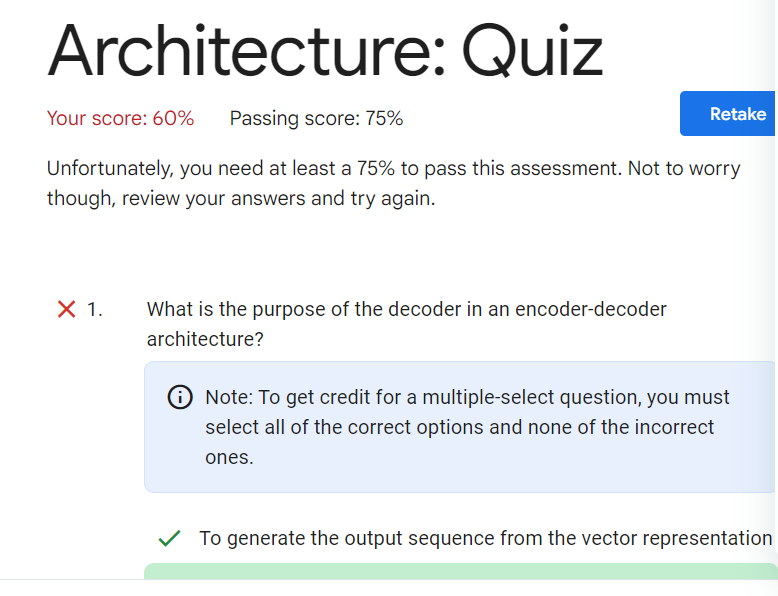 Architecture: Quiz
Your score: 60% Passing score: 75%
Retake
Unfortunately, you need at least a 75% to pass this assessment. Not to worry
though, review your answers and try again.
1. What is the purpose of the decoder in an encoder-decoder
architecture?
Note: To get credit for a multiple-select question, you must
select all of the correct options and none of the incorrect
ones.
To generate the output sequence from the vector representation